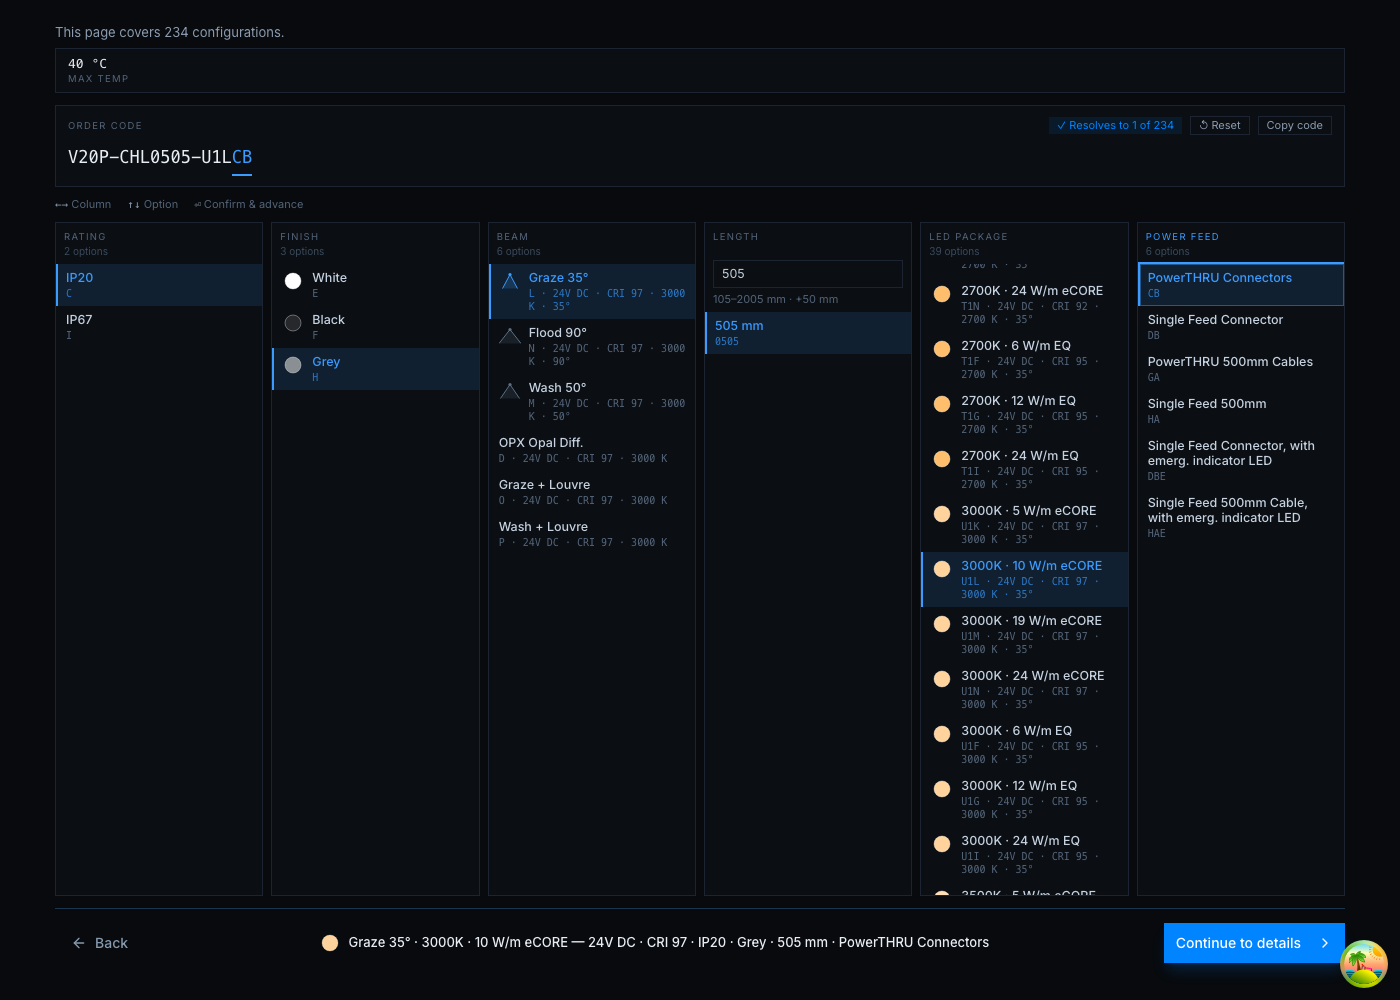 This page covers 234 configurations.
40 °C
MAX TEMP
ORDER CODE
✓ Resolves to 1 of 234
Reset
Copy code
V20P–CHL0505–U1LCB
←→ Column
↑↓ Option
⏎ Confirm & advance
RATING
2 options
IP20
C
IP67
I
FINISH
3 options
White
E
Black
F
Grey
H
BEAM
6 options
Graze 35°
L · 24V DC · CRI 97 · 3000
K · 35°
Flood 90°
N · 24V DC · CRI 97 · 3000
K · 90°
Wash 50°
M · 24V DC · CRI 97 · 3000
K · 50°
OPX Opal Diff.
D · 24V DC · CRI 97 · 3000 K
Graze + Louvre
O · 24V DC · CRI 97 · 3000 K
Wash + Louvre
P · 24V DC · CRI 97 · 3000 K
LENGTH
505
105–2005 mm · +50 mm
505 mm
0505
LED PACKAGE
39 options
2700 K · 35°
2700K · 24 W/m eCORE
T1N · 24V DC · CRI 92 ·
2700 K · 35°
2700K · 6 W/m EQ
T1F · 24V DC · CRI 95 ·
2700 K · 35°
2700K · 12 W/m EQ
T1G · 24V DC · CRI 95 ·
2700 K · 35°
2700K · 24 W/m EQ
T1I · 24V DC · CRI 95 ·
2700 K · 35°
3000K · 5 W/m eCORE
U1K · 24V DC · CRI 97 ·
3000 K · 35°
3000K · 10 W/m eCORE
U1L · 24V DC · CRI 97 ·
3000 K · 35°
3000K · 19 W/m eCORE
U1M · 24V DC · CRI 97 ·
3000 K · 35°
3000K · 24 W/m eCORE
U1N · 24V DC · CRI 97 ·
3000 K · 35°
3000K · 6 W/m EQ
U1F · 24V DC · CRI 95 ·
3000 K · 35°
3000K · 12 W/m EQ
U1G · 24V DC · CRI 95 ·
3000 K · 35°
3000K · 24 W/m EQ
U1I · 24V DC · CRI 95 ·
3000 K · 35°
3500K · 5 W/m eCORE
POWER FEED
6 options
PowerTHRU Connectors
CB
Single Feed Connector
DB
PowerTHRU 500mm Cables
GA
Single Feed 500mm
HA
Single Feed Connector, with
emerg. indicator LED
DBE
Single Feed 500mm Cable,
with emerg. indicator LED
HAE
← Back
Graze 35° · 3000K · 10 W/m eCORE — 24V DC · CRI 97 · IP20 · Grey · 505 mm · PowerTHRU Connectors
Continue to details